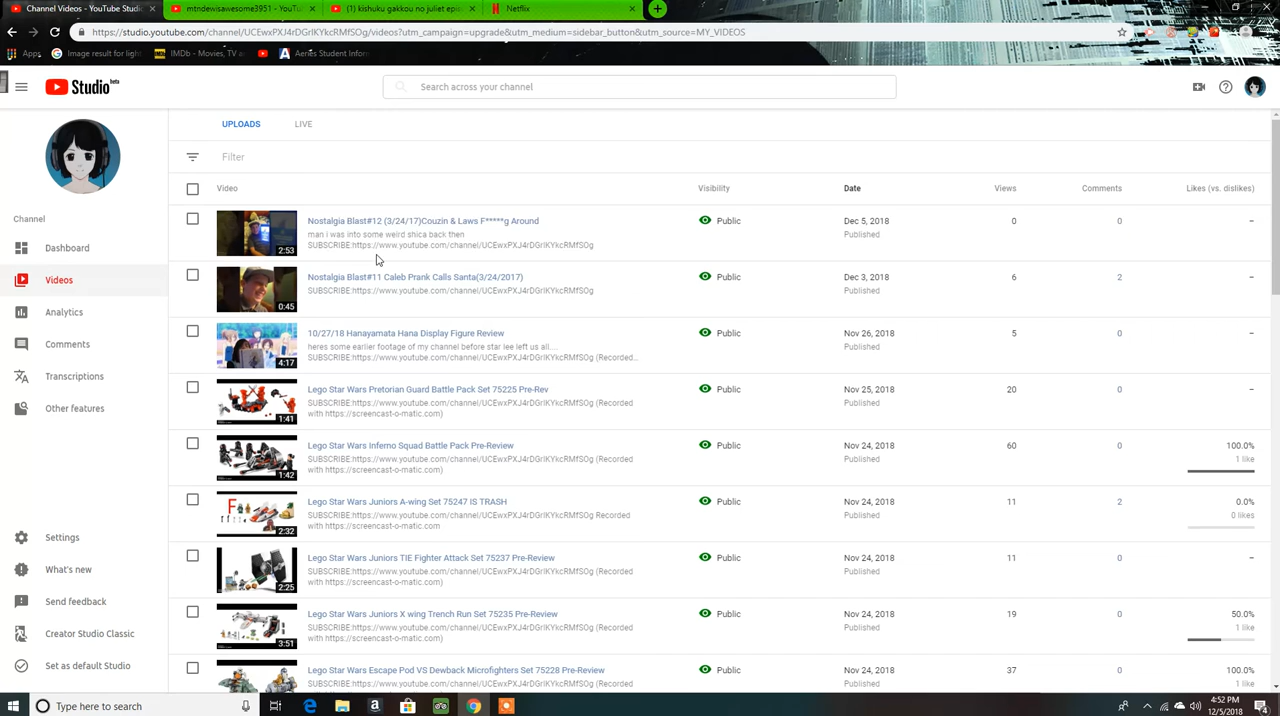 Channel Videos - YouTube Studi
mtndewisawesome3951 - YouTu
(1) kishuku gakkou no juliet epi
Netflix
https://studio.youtube.com/channel/UCEwxPXJ4rDGrIKYkcRMfSOg/videos?utm_campaign=upgrade&utm_medium=sidebar_button&utm_source=MY_VIDEOS
Apps
Image result for light
IMDb - Movies, TV a
Aeries Student Infor
Studio beta
Search across your channel
UPLOADS LIVE
Filter
Video Visibility Date Views Comments Likes (vs. dislikes)
Channel
Dashboard
Videos
Analytics
Comments
Transcriptions
Other features
Settings
What's new
Send feedback
Creator Studio Classic
Set as default Studio
Nostalgia Blast#12 (3/24/17)Couzin & Laws F*****g Around Public Dec 5, 2018 0 0 –
man i was into some weird shica back then Published
SUBSCRIBE:https://www.youtube.com/channel/UCEwxPXJ4rDGrIKYkcRMfSOg
2:53
Nostalgia Blast#11 Caleb Prank Calls Santa(3/24/2017) Public Dec 3, 2018 6 2 –
SUBSCRIBE:https://www.youtube.com/channel/UCEwxPXJ4rDGrIKYkcRMfSOg Published
0:45
10/27/18 Hanayamata Hana Display Figure Review Public Nov 26, 2018 5 0 –
heres some earlier footage of my channel before star lee left us all.... Published
SUBSCRIBE:https://www.youtube.com/channel/UCEwxPXJ4rDGrIKYkcRMfSOg (Recorded...
4:17
Lego Star Wars Pretorian Guard Battle Pack Set 75225 Pre-Rev Public Nov 25, 2018 20 0 –
SUBSCRIBE:https://www.youtube.com/channel/UCEwxPXJ4rDGrIKYkcRMfSOg (Recorded Published
with https://screencast-o-matic.com)
1:41
Lego Star Wars Inferno Squad Battle Pack Pre-Review Public Nov 24, 2018 60 0 100.0%
SUBSCRIBE:https://www.youtube.com/channel/UCEwxPXJ4rDGrIKYkcRMfSOg (Recorded Published 1 like
with https://screencast-o-matic.com)
1:42
Lego Star Wars Juniors A-wing Set 75247 IS TRASH Public Nov 24, 2018 11 2 0.0%
SUBSCRIBE:https://www.youtube.com/channel/UCEwxPXJ4rDGrIKYkcRMfSOg Recorded Published 0 likes
with https://screencast-o-matic.com
F
2:32
Lego Star Wars Juniors TIE Fighter Attack Set 75237 Pre-Review Public Nov 24, 2018 11 0 –
SUBSCRIBE:https://www.youtube.com/channel/UCEwxPXJ4rDGrIKYkcRMfSOg (Recorded Published
with https://screencast-o-matic.com)
2:25
Lego Star Wars Juniors X wing Trench Run Set 75235 Pre-Review Public Nov 24, 2018 19 0 50.0%
SUBSCRIBE:https://www.youtube.com/channel/UCEwxPXJ4rDGrIKYkcRMfSOg (Recorded Published 1 like
with https://screencast-o-matic.com)
3:51
Lego Star Wars Escape Pod VS Dewback Microfighters Set 75228 Pre-Review Public Nov 24, 2018 37 0 100.0%
SUBSCRIBE:https://www.youtube.com/channel/UCEwxPXJ4rDGrIKYkcRMfSOg (Recorded Published 1 like
Type here to search
4:52 PM
12/5/2018
4